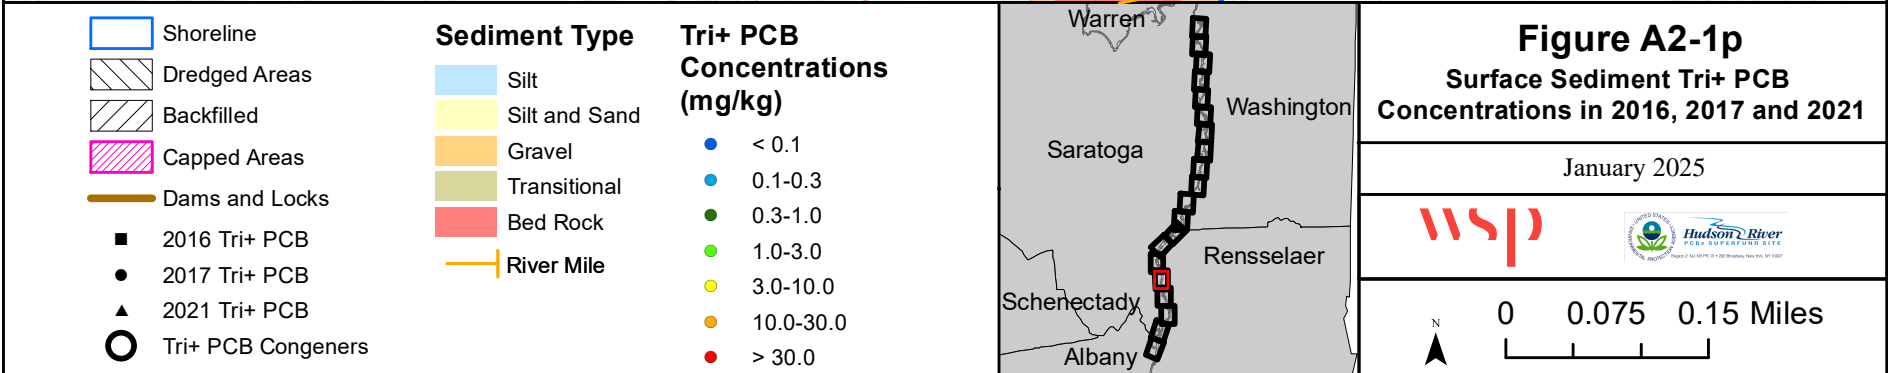 Shoreline
Dredged Areas
Backfilled
Capped Areas
Dams and Locks
2016 Tri+ PCB
2017 Tri+ PCB
2021 Tri+ PCB
Tri+ PCB Congeners
Sediment Type
Silt
Silt and Sand
Gravel
Transitional
Bed Rock
River Mile
Tri+ PCB
Concentrations
(mg/kg)
< 0.1
0.1-0.3
0.3-1.0
1.0-3.0
3.0-10.0
10.0-30.0
> 30.0
Warren
Washington
Saratoga
Rensselaer
Schenectady
Albany
Figure A2-1p
Surface Sediment Tri+ PCB
Concentrations in 2016, 2017 and 2021
January 2025
wsp
Hudson River
PCBs SUPERFUND SITE
N
0 0.075 0.15 Miles